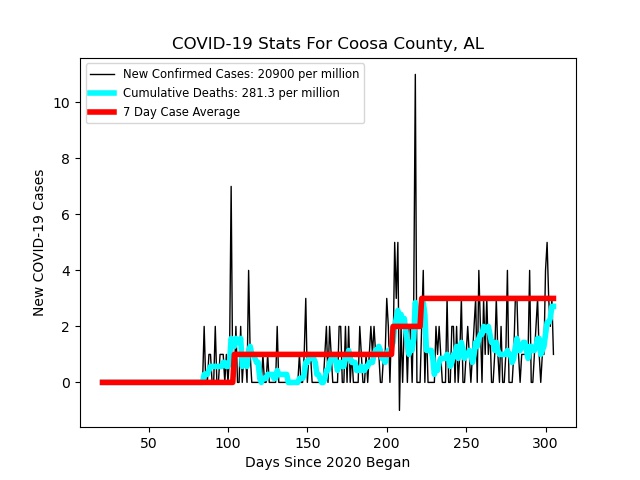 COVID-19 Stats For Coosa County, AL
New Confirmed Cases: 20900 per million
Cumulative Deaths: 281.3 per million
7 Day Case Average
New COVID-19 Cases
10
8
6
4
2
0
50 100 150 200 250 300
Days Since 2020 Began